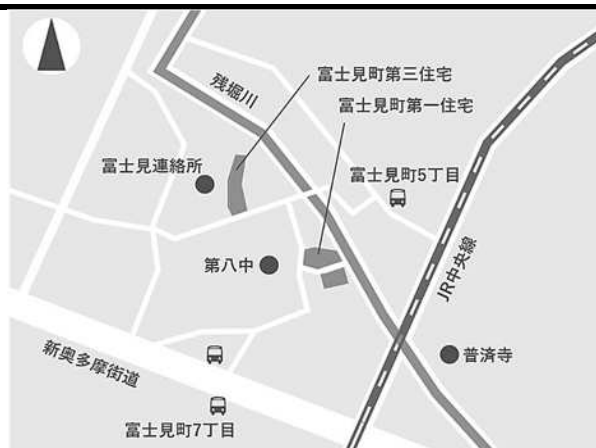 残堀川
富士見町第三住宅
富士見町第一住宅
富士見連絡所
富士見町5丁目
第八中
JR中央線
新奥多摩街道
普済寺
富士見町7丁目